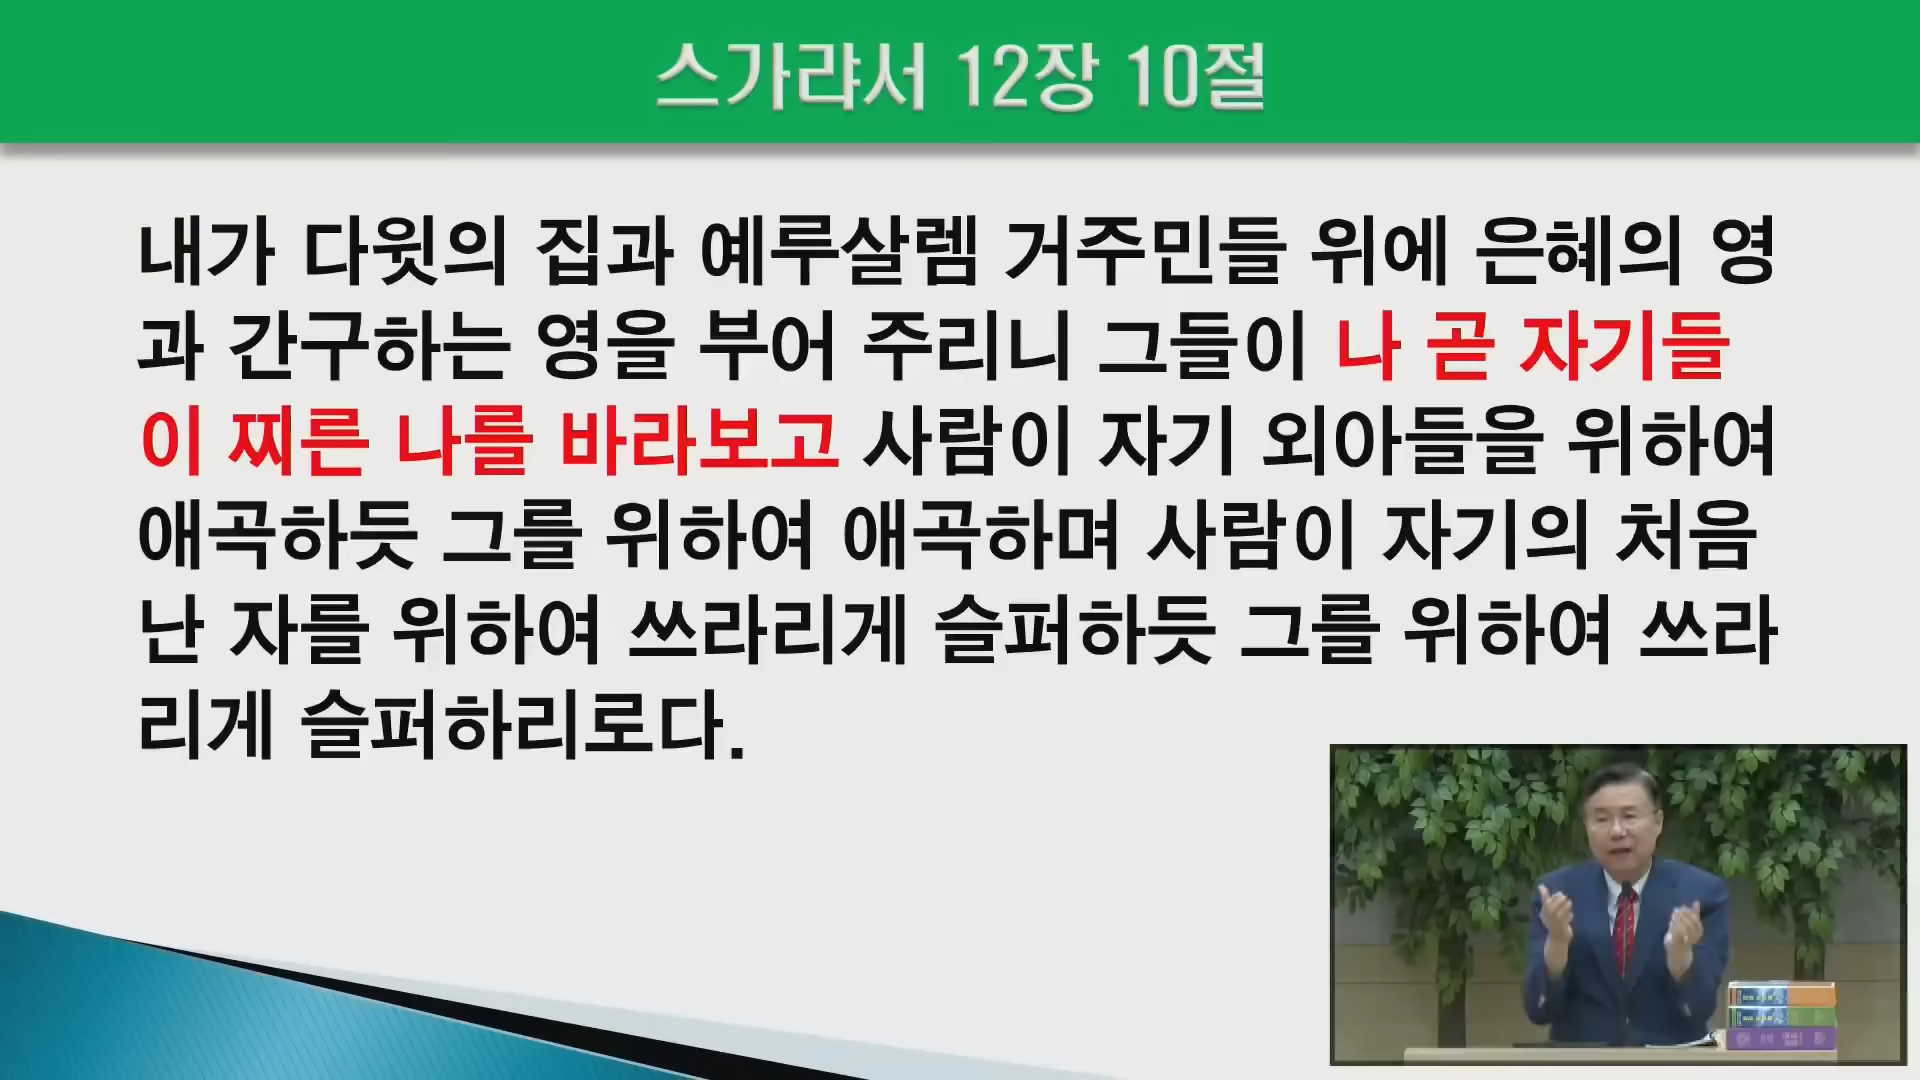 스가랴서 12장 10절
내가 다윗의 집과 예루살렘 거주민들 위에 은혜의 영
과 간구하는 영을 부어 주리니 그들이 나 곧 자기들
이 찌른 나를 바라보고 사람이 자기 외아들을 위하여
애곡하듯 그를 위하여 애곡하며 사람이 자기의 처음
난 자를 위하여 쓰라리게 슬퍼하듯 그를 위하여 쓰라
리게 슬퍼하리로다.